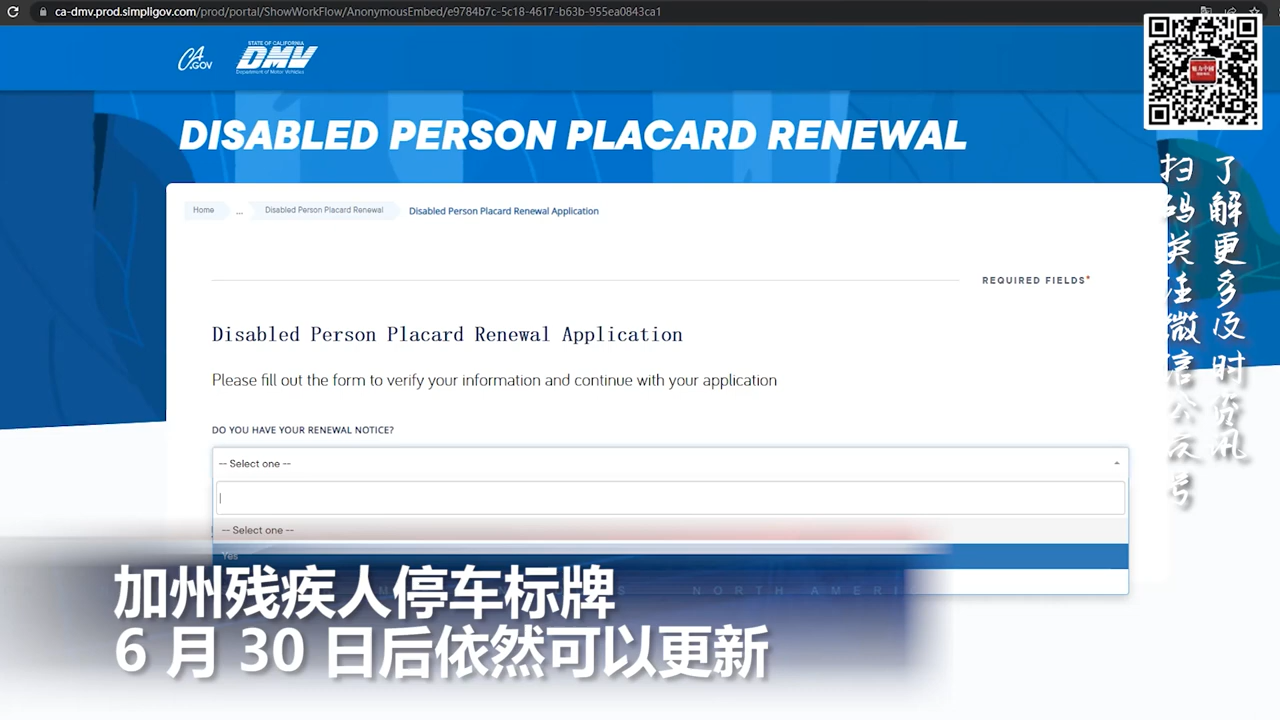 ca-dmv.prod.simpligov.com/prod/portal/ShowWorkFlow/AnonymousEmbed/e9784b7c-5c18-4617-b63b-955ea0843ca1
CA.GOV
STATE OF CALIFORNIA
DMV
Department of Motor Vehicles
DISABLED PERSON PLACARD RENEWAL
Home
...
Disabled Person Placard Renewal
Disabled Person Placard Renewal Application
REQUIRED FIELDS*
Disabled Person Placard Renewal Application
Please fill out the form to verify your information and continue with your application
DO YOU HAVE YOUR RENEWAL NOTICE?
-- Select one --
-- Select one --
Yes
NORTH AMERIC
加州残疾人停车标牌
6 月 30 日后依然可以更新
了解更多及时资讯
扫码关注微信公众号